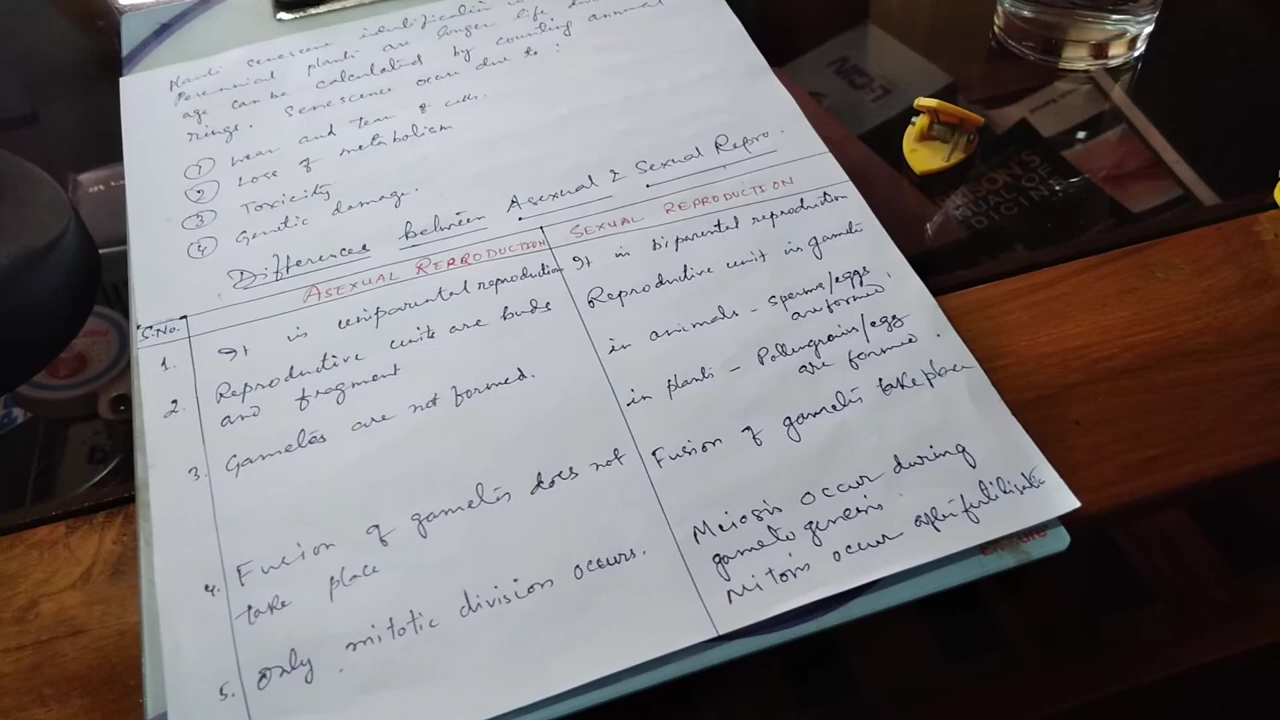 senescence identification is
Perennial plants are longer life
age can be calculated by counting annual
rings. Senescence occur due to :
① wear and tear of cells.
② Loss of metabolism
③ Toxicity
④ Genetic damage.
Differences between Asexual & Sexual Repro.
S.No. ASEXUAL REPRODUCTION SEXUAL REPRODUCTION
1. It is uniparental reproduction
It is biparental reproduction
2. Reproductive units are buds
and fragment
Reproductive unit is gamete
3. Gametes are not formed.
in animals - sperms/eggs
are formed
in plants - Pollengrains/egg
are formed.
4. Fusion of gametes does not
take place
Fusion of gametes take place
5. Only mitotic division occurs.
Meiosis occur during
gametogenesis
Mitosis occur after fertilisation
LOGIN